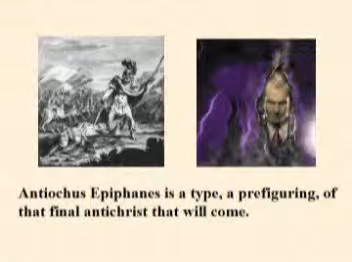 Antiochus Epiphanes is a type, a prefiguring, of
that final antichrist that will come.